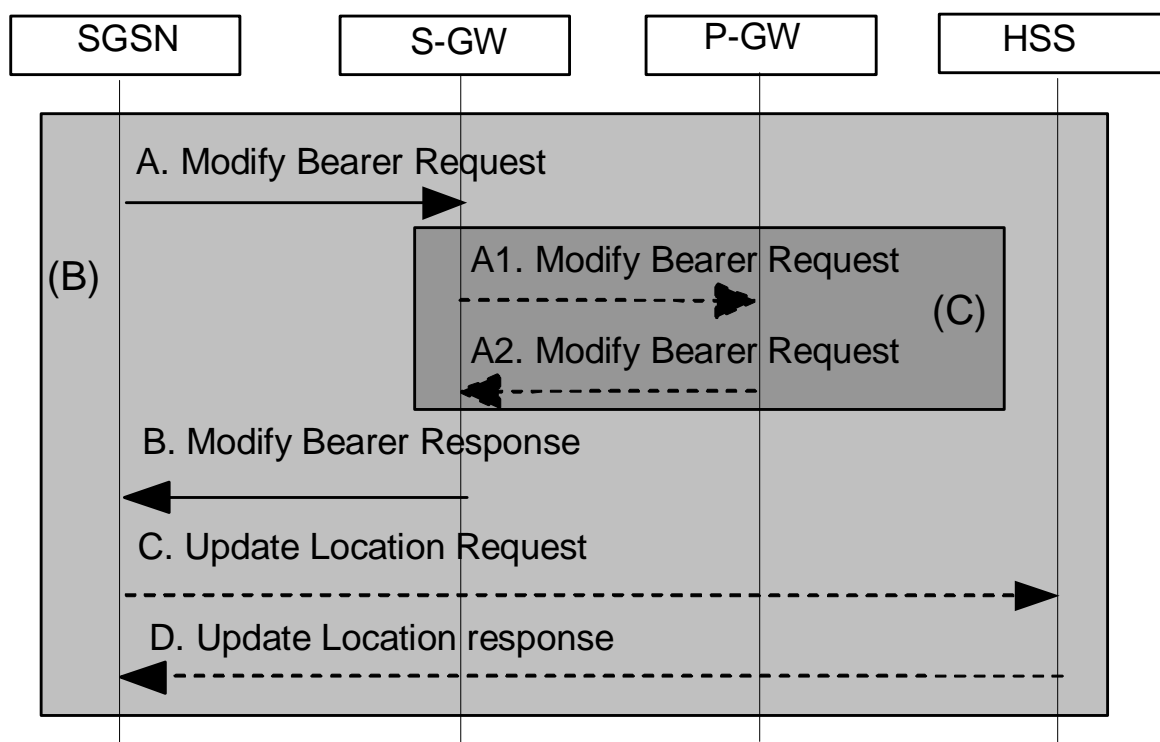 SGSN
S-GW
P-GW
HSS
A. Modify Bearer Request
(B)
A1. Modify Bearer Request
(C)
A2. Modify Bearer Request
B. Modify Bearer Response
C. Update Location Request
D. Update Location response